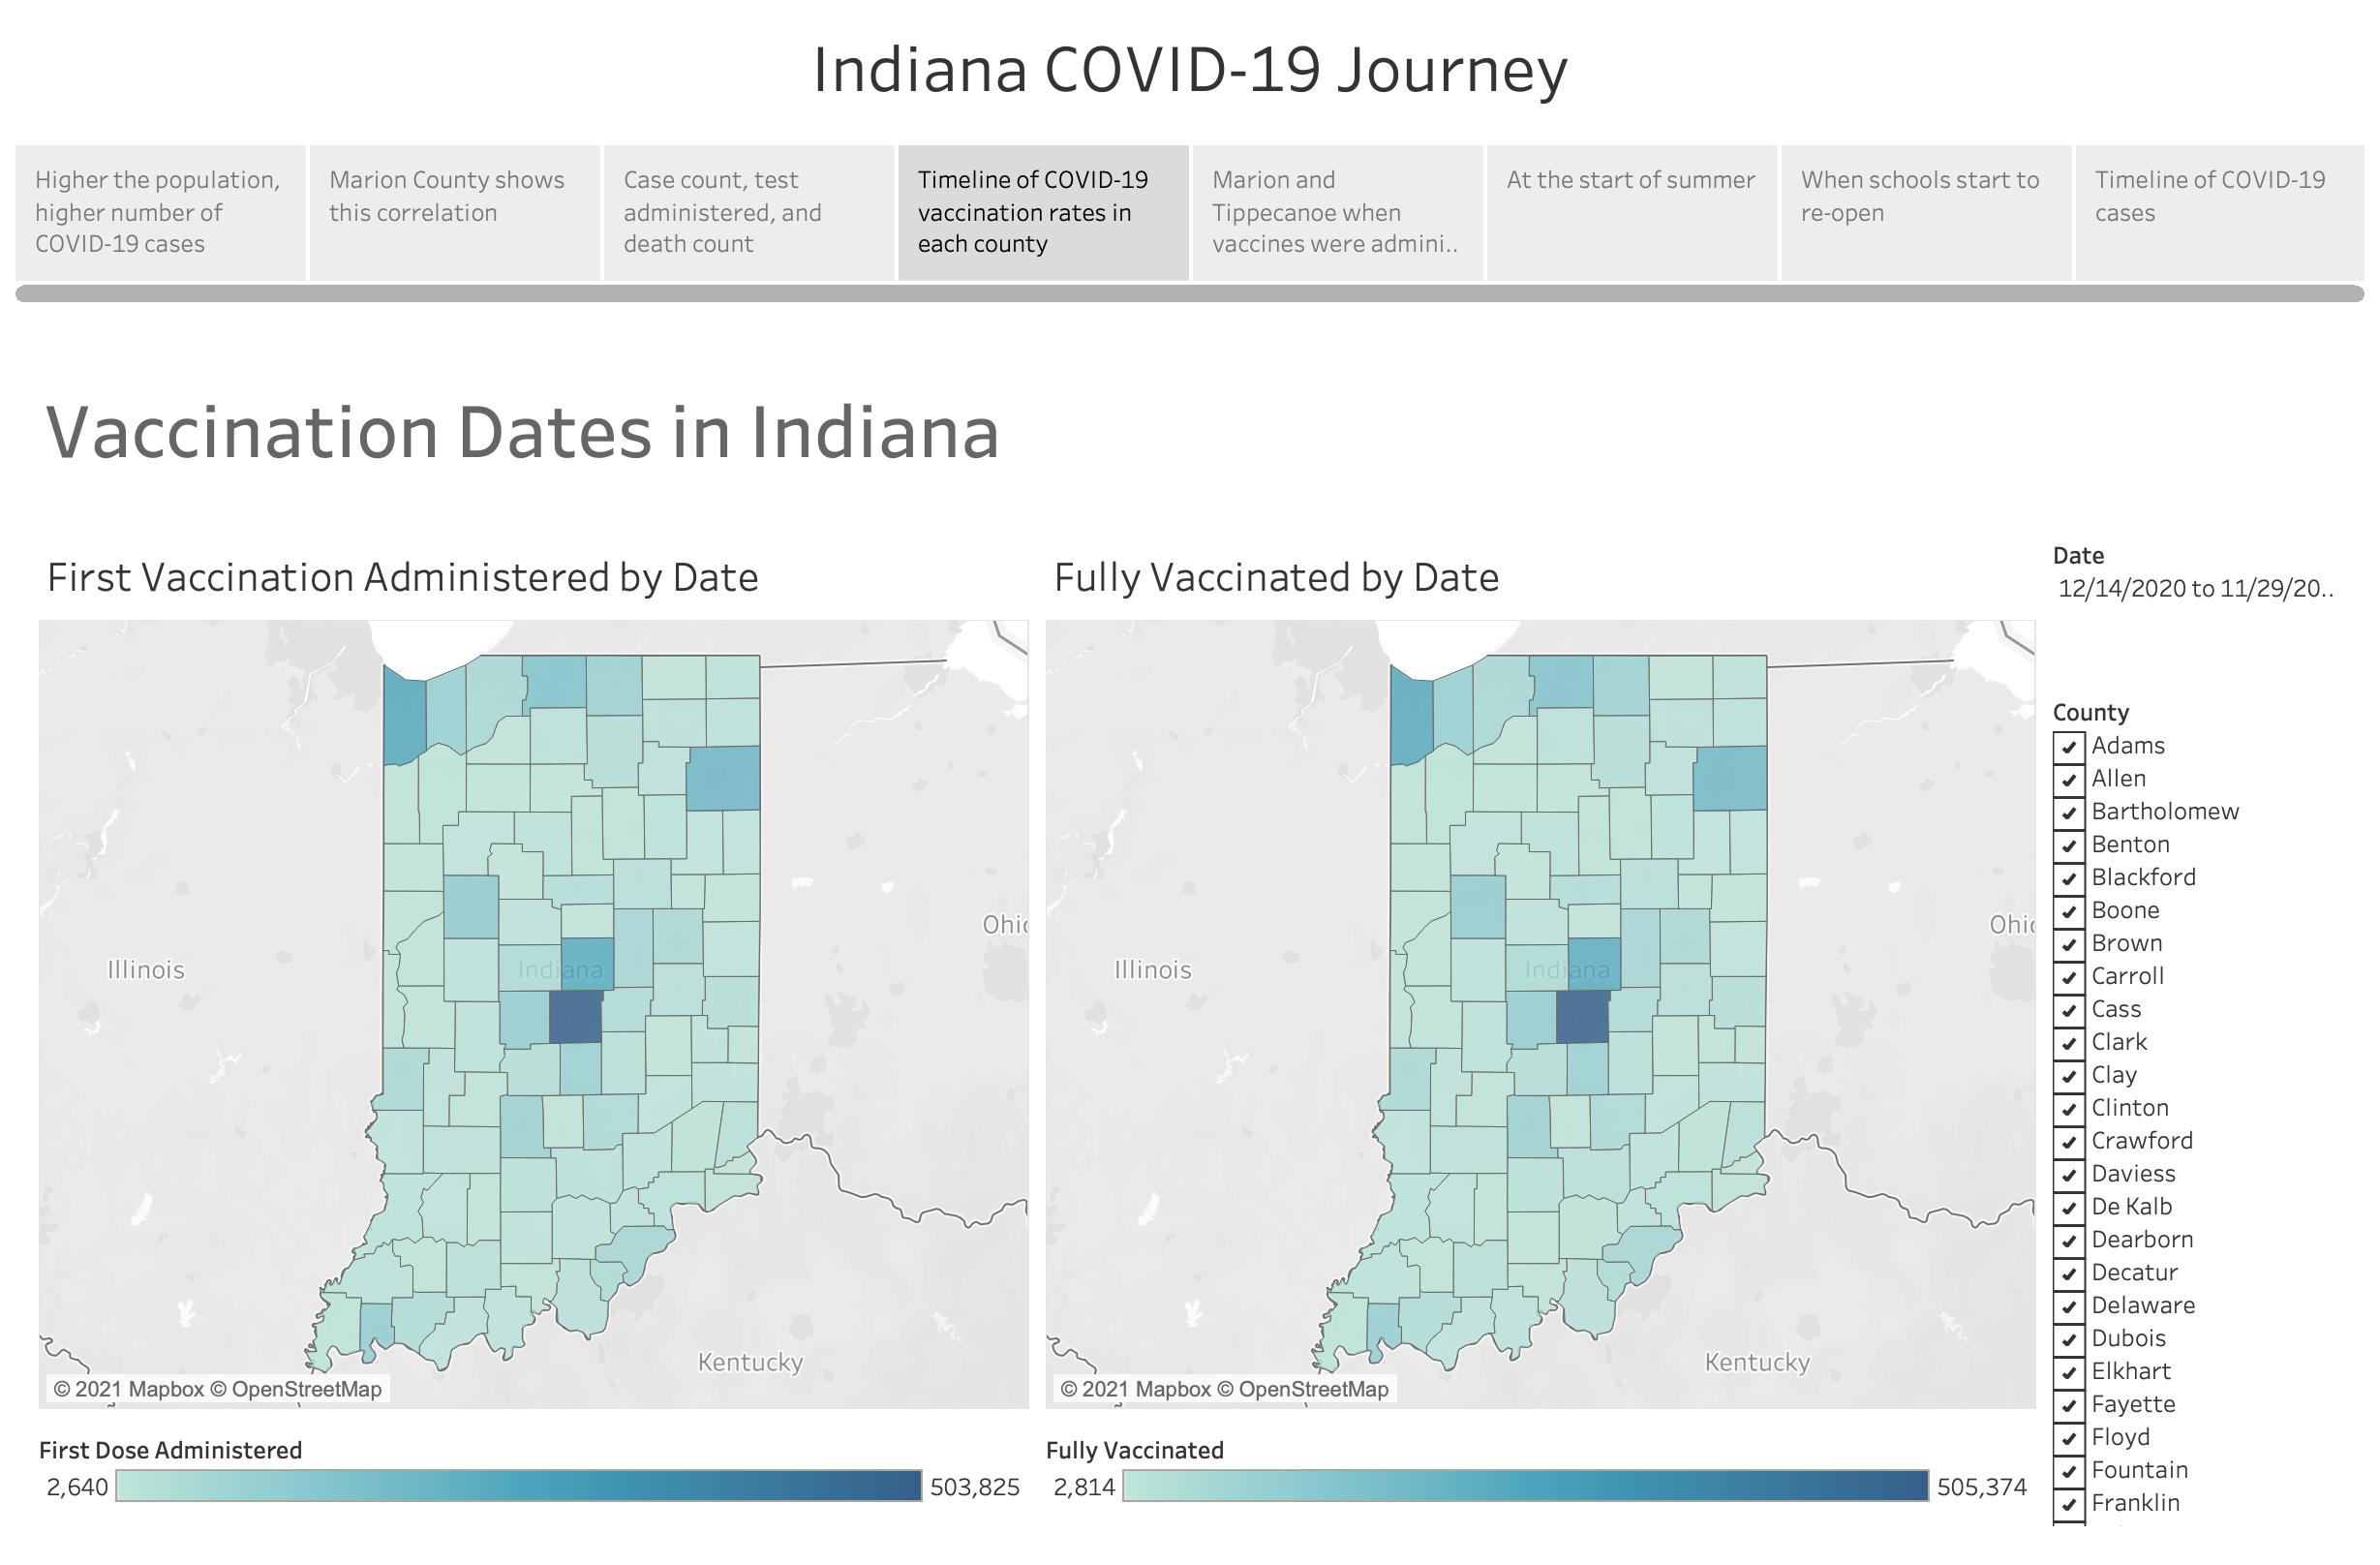 Indiana COVID-19 Journey
Higher the population,
higher number of
COVID-19 cases
Marion County shows
this correlation
Case count, test
administered, and
death count
Timeline of COVID-19
vaccination rates in
each county
Marion and
Tippecanoe when
vaccines were admini..
At the start of summer
When schools start to
re-open
Timeline of COVID-19
cases
Vaccination Dates in Indiana
First Vaccination Administered by Date
Illinois
Indiana
Ohio
Kentucky
© 2021 Mapbox © OpenStreetMap
First Dose Administered
2,640
503,825
Fully Vaccinated by Date
Illinois
Indiana
Ohio
Kentucky
© 2021 Mapbox © OpenStreetMap
Fully Vaccinated
2,814
505,374
Date
12/14/2020 to 11/29/20..
County
Adams
Allen
Bartholomew
Benton
Blackford
Boone
Brown
Carroll
Cass
Clark
Clay
Clinton
Crawford
Daviess
De Kalb
Dearborn
Decatur
Delaware
Dubois
Elkhart
Fayette
Floyd
Fountain
Franklin